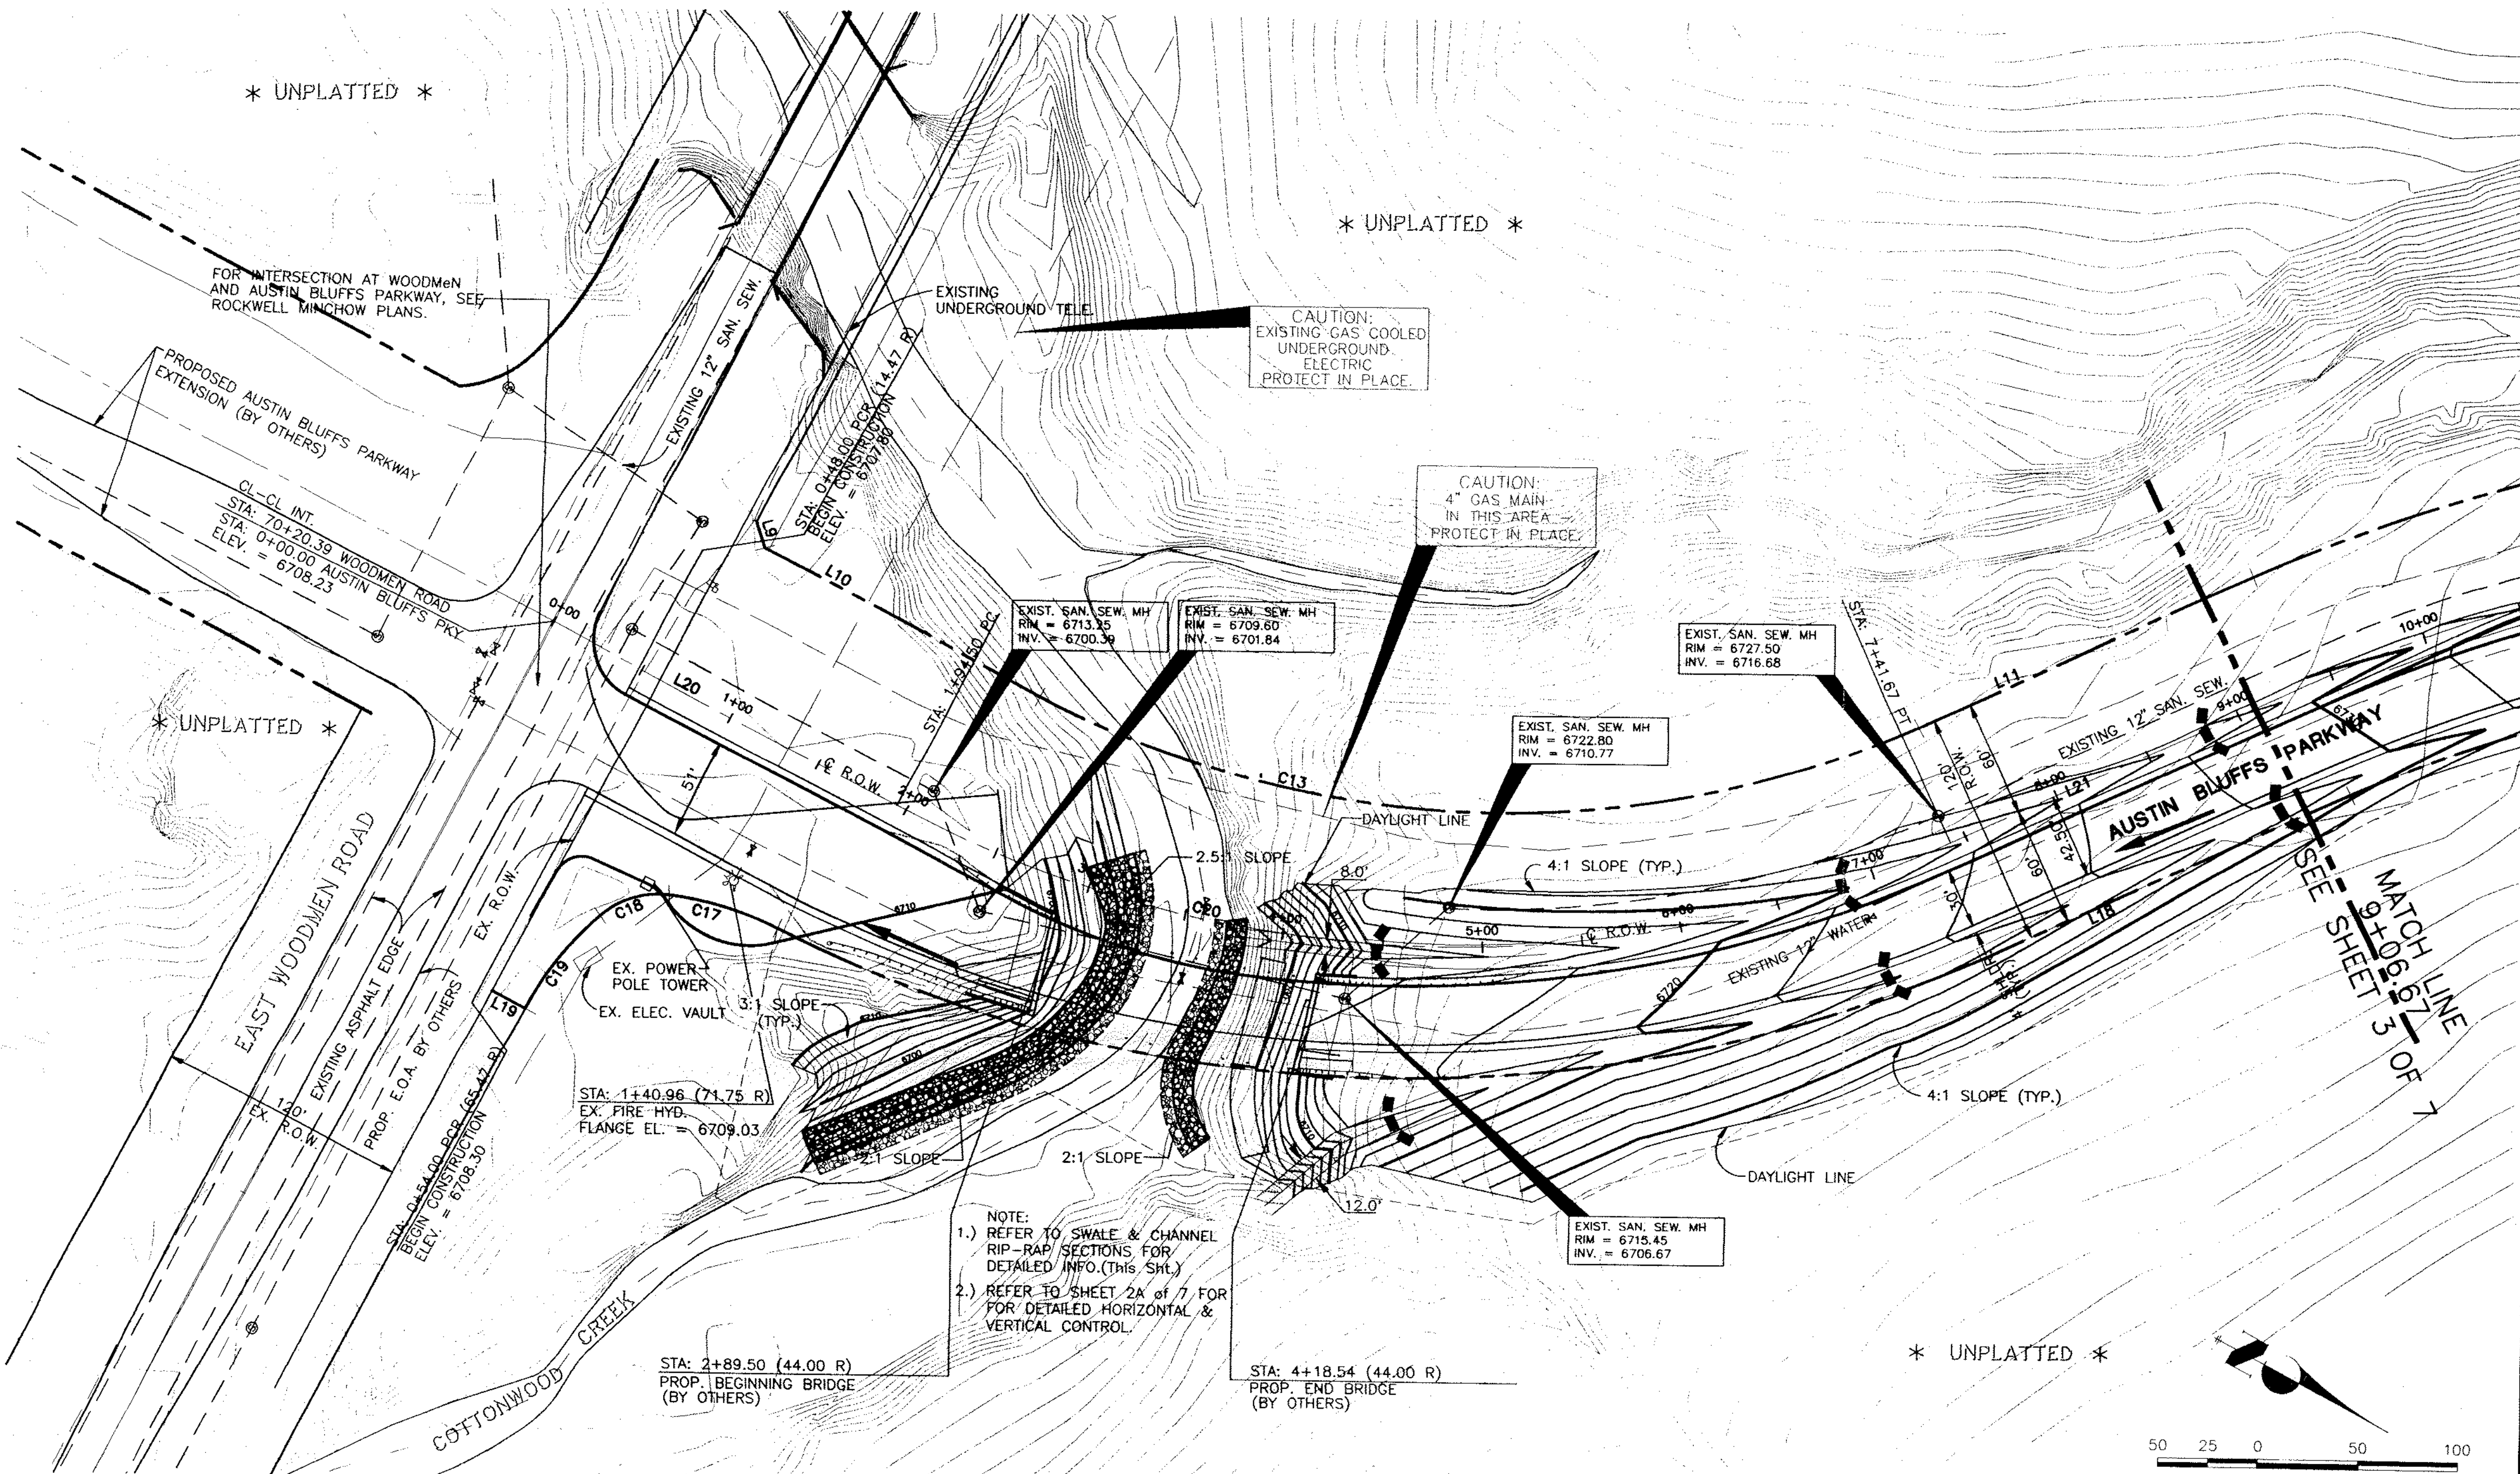 * UNPLATTED *
* UNPLATTED *
FOR INTERSECTION AT WOODMeN
AND AUSTIN BLUFFS PARKWAY, SEE
ROCKWELL MINCHOW PLANS.
EXISTING
UNDERGROUND TELE.
CAUTION:
EXISTING GAS COOLED
UNDERGROUND
ELECTRIC
PROTECT IN PLACE.
EXISTING 12" SAN. SEW.
PROPOSED AUSTIN BLUFFS PARKWAY
EXTENSION (BY OTHERS)
STA: 0+48.00 PCR (14.47 R)
BEGIN CONSTRUCTION
ELEV. = 6707.80
CL-CL INT.
STA: 70+20.39 WOODMEN ROAD
STA: 0+00.00 AUSTIN BLUFFS PKY.
ELEV. = 6708.23
CAUTION:
4" GAS MAIN
IN THIS AREA
PROTECT IN PLACE.
L9
L10
0+00
EXIST. SAN. SEW. MH
RIM = 6713.25
INV. = 6700.39
EXIST. SAN. SEW. MH
RIM = 6709.60
INV. = 6701.84
EXIST. SAN. SEW. MH
RIM = 6727.50
INV. = 6716.68
STA: 7+41.67 PT
L11
10+00
STA: 1+94.50 PC
L20
1+00
* UNPLATTED *
EXIST. SAN. SEW. MH
RIM = 6722.80
INV. = 6710.77
EXISTING 12" SAN. SEW.
9+00
AUSTIN BLUFFS PARKWAY
120'
R.O.W.
60'
8+00
L21
42.50'
60'
51'
℄ R.O.W.
2+00
C13
DAYLIGHT LINE
2.5:1 SLOPE
8.0'
4:1 SLOPE (TYP.)
7+00
30'
L18
MATCH LINE
9+06.67
SEE SHEET 3 OF 7
EAST WOODMEN ROAD
EX. R.O.W.
C18
C17
6710
C20
4+00
5+00
℄ R.O.W.
6+00
EXISTING 12" WATER
6720
C19
EX. POWER
POLE TOWER
EX. ELEC. VAULT
3:1 SLOPE
(TYP.)
6710
6700
L19
EXISTING ASPHALT EDGE
PROP. E.O.A. BY OTHERS
120'
EX. R.O.W.
STA: 0+54.00 PCR (65.47 R)
BEGIN CONSTRUCTION
ELEV. = 6708.30
STA: 1+40.96 (71.75 R)
EX. FIRE HYD.
FLANGE EL. = 6709.03
2:1 SLOPE
2:1 SLOPE
6710
12.0'
4:1 SLOPE (TYP.)
DAYLIGHT LINE
EXIST. SAN. SEW. MH
RIM = 6715.45
INV. = 6706.67
NOTE:
1.) REFER TO SWALE & CHANNEL
RIP-RAP SECTIONS FOR
DETAILED INFO.(This Sht.)
2.) REFER TO SHEET 2A of 7 FOR
FOR DETAILED HORIZONTAL &
VERTICAL CONTROL.
COTTONWOOD CREEK
STA: 2+89.50 (44.00 R)
PROP. BEGINNING BRIDGE
(BY OTHERS)
STA: 4+18.54 (44.00 R)
PROP. END BRIDGE
(BY OTHERS)
* UNPLATTED *
50 25 0 50 100